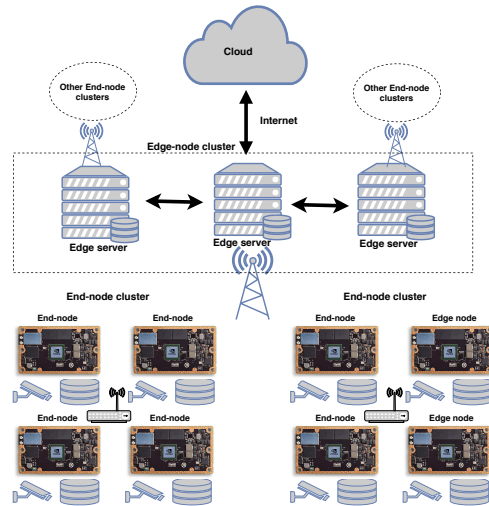 Cloud
Other End-node
clusters
Other End-node
clusters
Internet
Edge-node cluster
Edge server
Edge server
Edge server
End-node cluster
End-node cluster
End-node
End-node
End-node
Edge node
End-node
End-node
End-node
Edge node